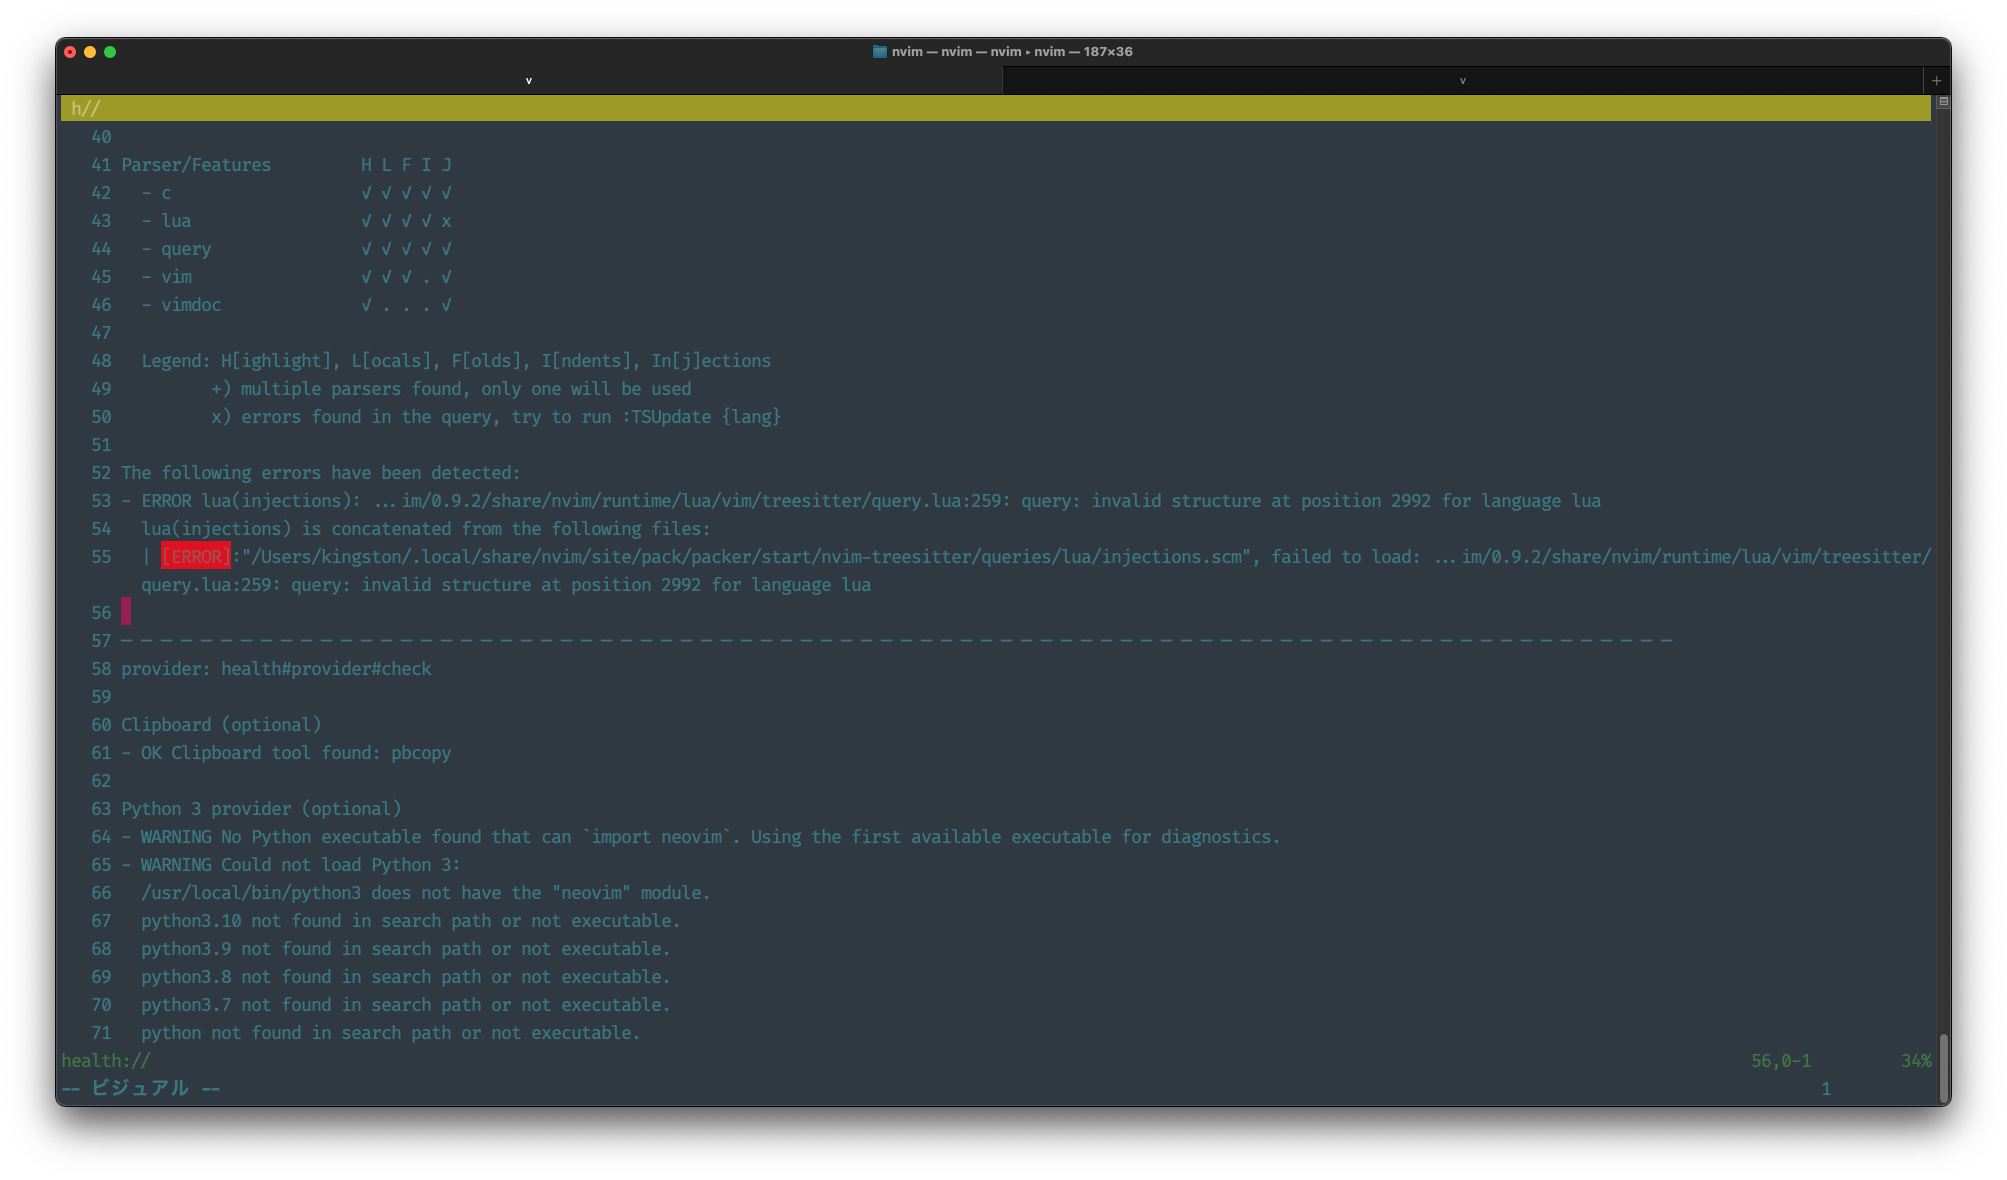 nvim — nvim — nvim ▸ nvim — 187×36
v
v
+
h//
40
41 Parser/Features         H L F I J
42   - c                   √ √ √ √ √
43   - lua                 √ √ √ √ x
44   - query               √ √ √ √ √
45   - vim                 √ √ √ . √
46   - vimdoc              √ . . . √
47
48   Legend: H[ighlight], L[ocals], F[olds], I[ndents], In[j]ections
49          +) multiple parsers found, only one will be used
50          x) errors found in the query, try to run :TSUpdate {lang}
51
52 The following errors have been detected:
53 - ERROR lua(injections): ...im/0.9.2/share/nvim/runtime/lua/vim/treesitter/query.lua:259: query: invalid structure at position 2992 for language lua
54   lua(injections) is concatenated from the following files:
55   | [ERROR]:"/Users/kingston/.local/share/nvim/site/pack/packer/start/nvim-treesitter/queries/lua/injections.scm", failed to load: ...im/0.9.2/share/nvim/runtime/lua/vim/treesitter/
query.lua:259: query: invalid structure at position 2992 for language lua
56
57 ─ ─ ─ ─ ─ ─ ─ ─ ─ ─ ─ ─ ─ ─ ─ ─ ─ ─ ─ ─ ─ ─ ─ ─ ─ ─ ─ ─ ─ ─ ─ ─ ─ ─ ─ ─ ─ ─ ─ ─ ─ ─ ─ ─ ─ ─ ─ ─ ─ ─ ─ ─ ─ ─ ─ ─ ─ ─ ─ ─ ─ ─ ─ ─ ─ ─ ─ ─ ─ ─ ─ ─ ─ ─ ─ ─ ─ ─
58 provider: health#provider#check
59
60 Clipboard (optional)
61 - OK Clipboard tool found: pbcopy
62
63 Python 3 provider (optional)
64 - WARNING No Python executable found that can `import neovim`. Using the first available executable for diagnostics.
65 - WARNING Could not load Python 3:
66   /usr/local/bin/python3 does not have the "neovim" module.
67   python3.10 not found in search path or not executable.
68   python3.9 not found in search path or not executable.
69   python3.8 not found in search path or not executable.
70   python3.7 not found in search path or not executable.
71   python not found in search path or not executable.
health:// 56,0-1 34%
-- ビジュアル -- 1